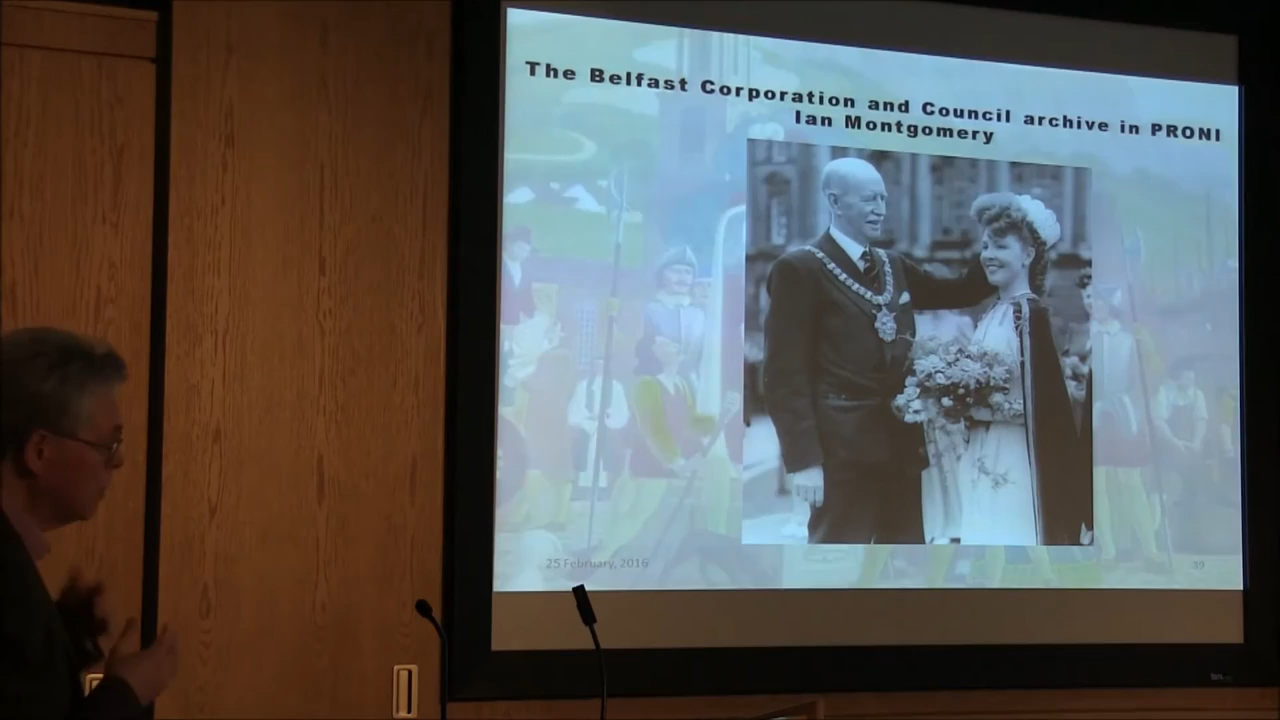 The Belfast Corporation and Council archive in PRONI
Ian Montgomery
25 February, 2016
39